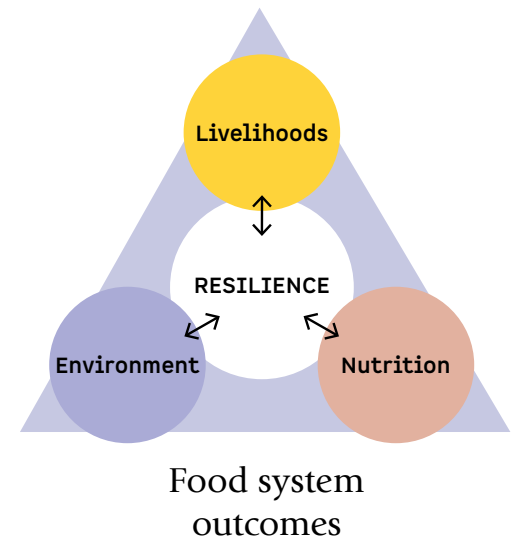 Livelihoods
RESILIENCE
Environment
Nutrition
Food system
outcomes